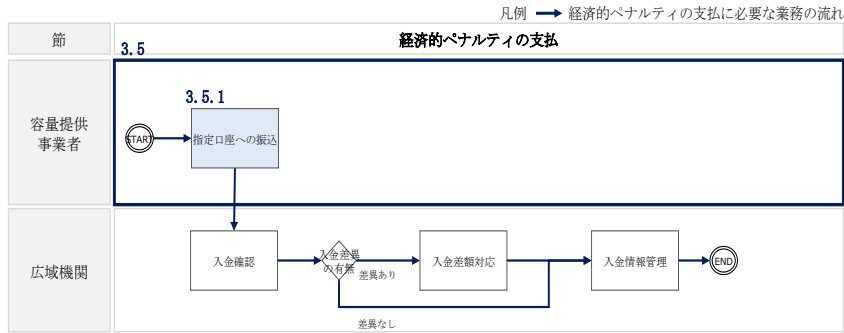 凡例 経済的ペナルティの支払に必要な業務の流れ
節
経済的ペナルティの支払
3.5
容量提供
事業者
3.5.1
START
指定口座への振込
広域機関
入金確認
入金差異
の有無
差異あり
入金差額対応
入金情報管理
END
差異なし